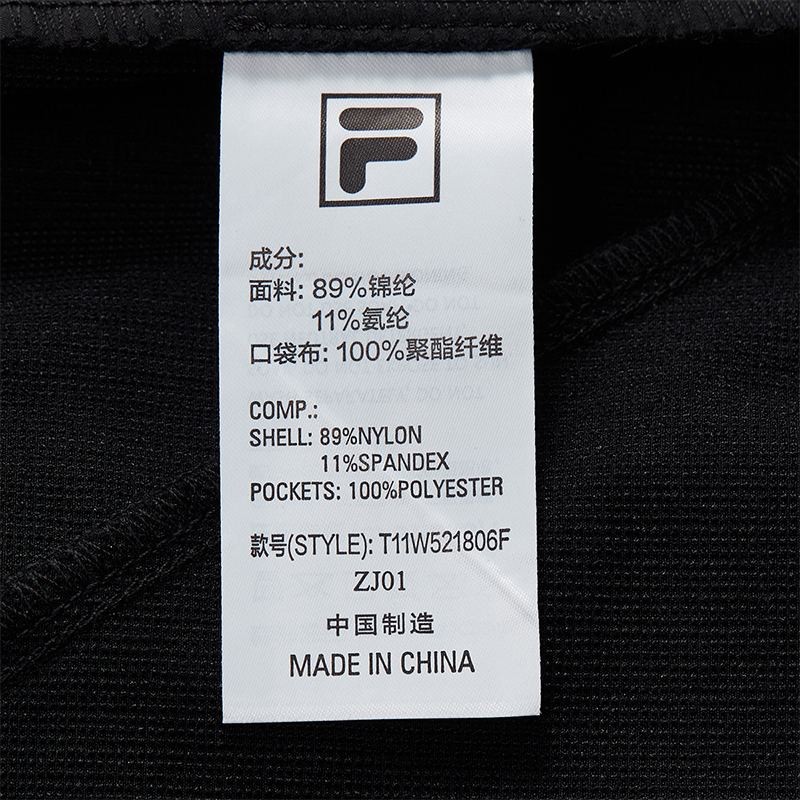 F
成分:
面料: 89%锦纶
11%氨纶
口袋布: 100%聚酯纤维
COMP.:
SHELL: 89%NYLON
11%SPANDEX
POCKETS: 100%POLYESTER
款号(STYLE): T11W521806F
ZJ01
中国制造
MADE IN CHINA